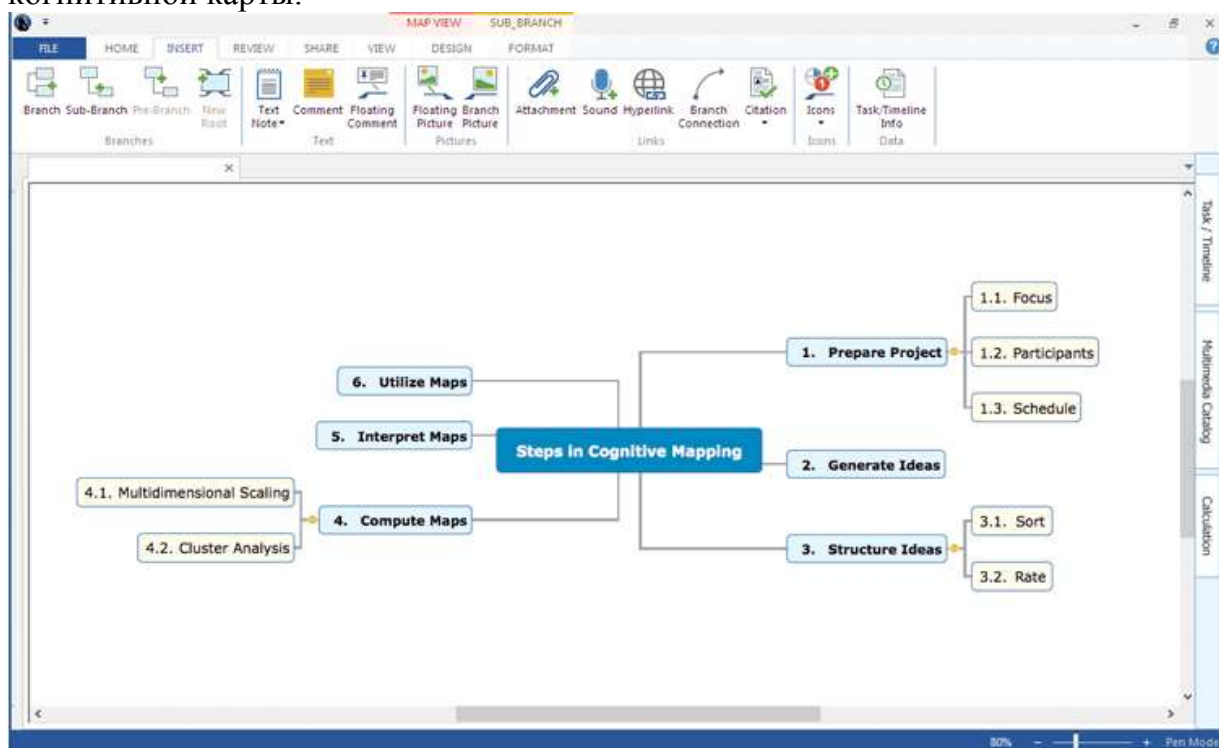 когнитивной карты.
MAP VIEW SUB_BRANCH
FILE HOME INSERT REVIEW SHARE VIEW DESIGN FORMAT
Branch Sub-Branch Pre-Branch New Root Text Note Comment Floating Comment Floating Picture Branch Picture Attachment Sound Hyperlink Branch Connection Citation Icons Task/Timeline Info
Branches Text Pictures Links Icons Data
Task / Timeline
Multimedia Catalog
Calculation
Steps in Cognitive Mapping
1. Prepare Project
1.1. Focus
1.2. Participants
1.3. Schedule
2. Generate Ideas
3. Structure Ideas
3.1. Sort
3.2. Rate
4. Compute Maps
4.1. Multidimensional Scaling
4.2. Cluster Analysis
5. Interpret Maps
6. Utilize Maps
80% Pen Mode